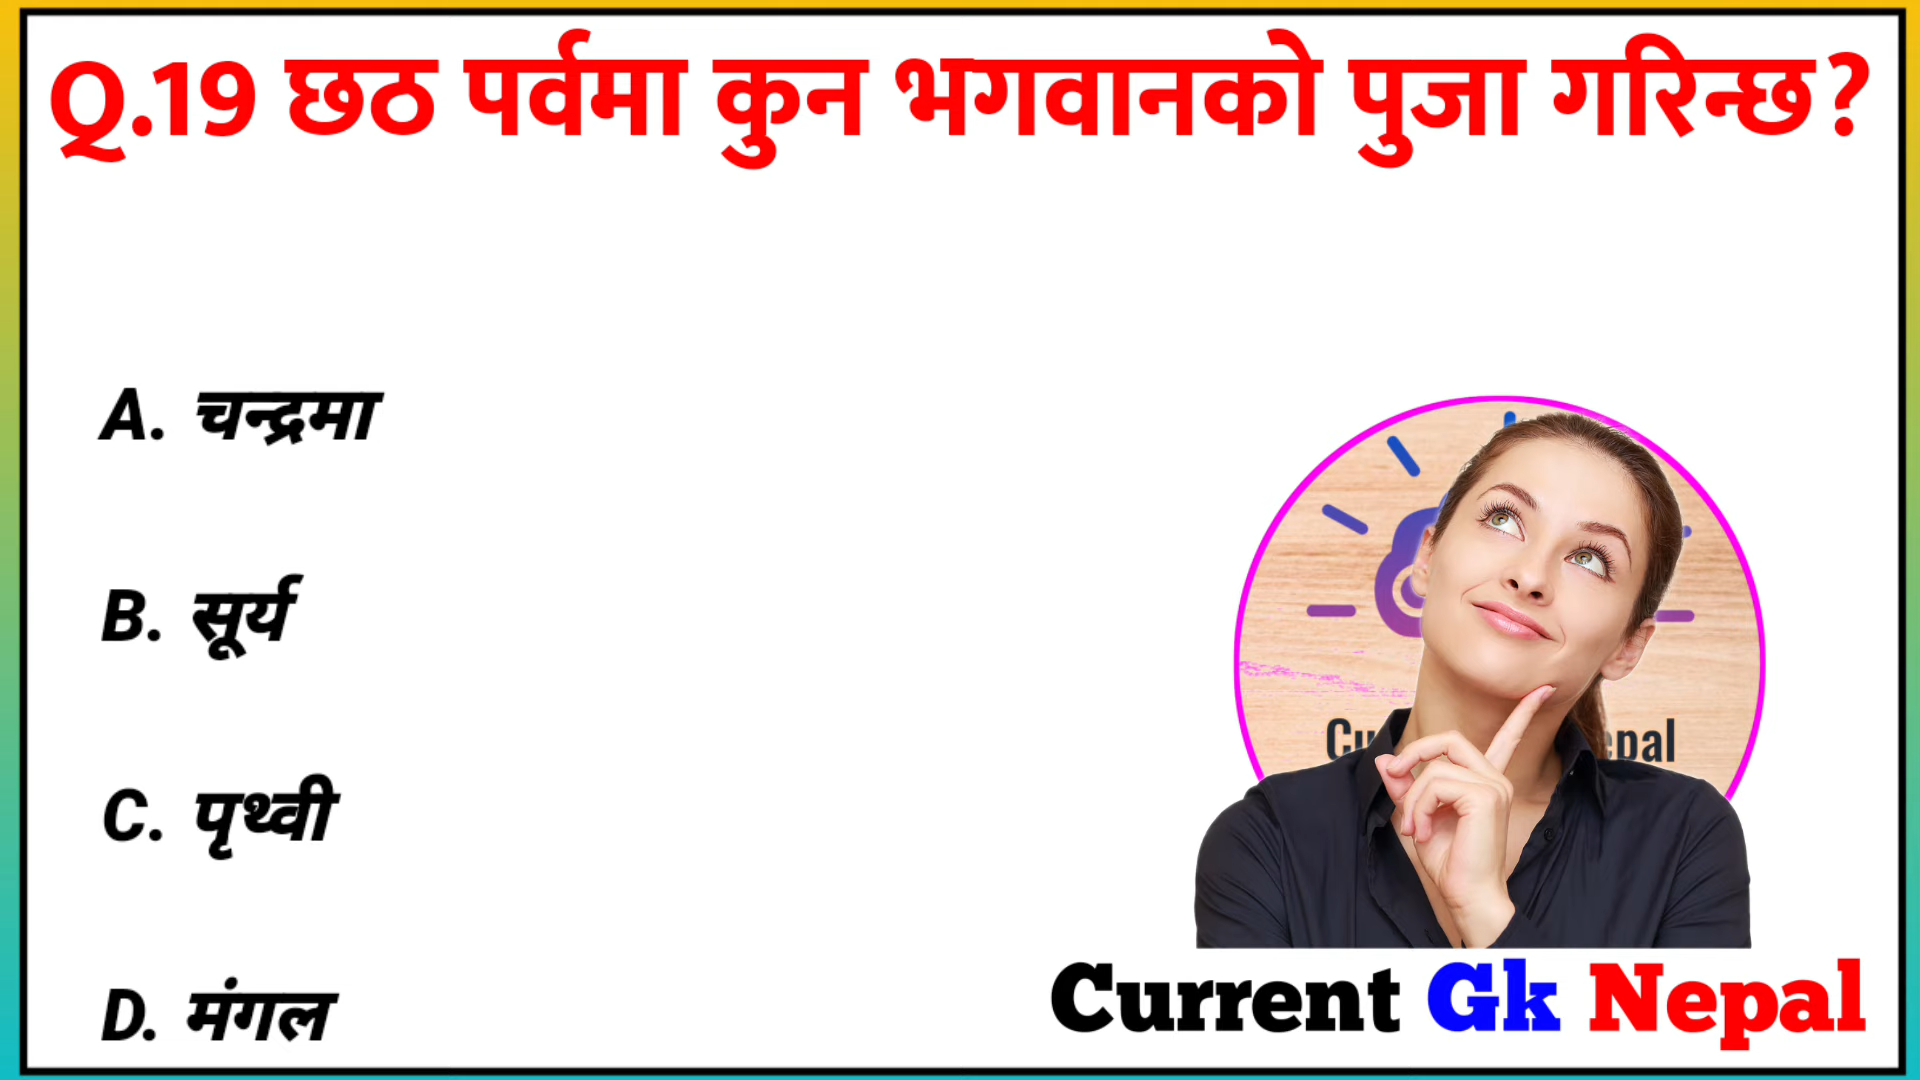 Q.19 छठ पर्वमा कुन भगवानको पुजा गरिन्छ?
A. चन्द्रमा
B. सूर्य
C. पृथ्वी
D. मंगल
Current Gk Nepal